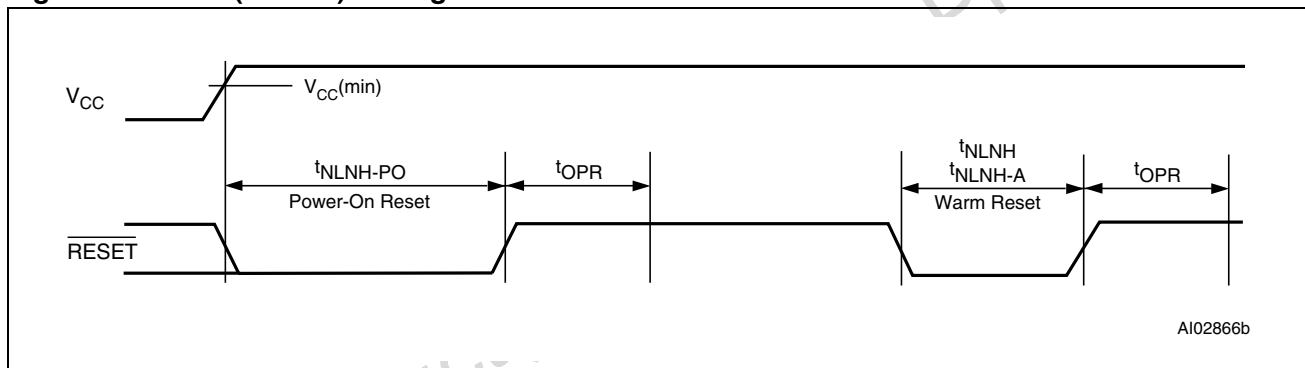 VCC
VCC(min)
tNLNH-PO
Power-On Reset
tOPR
tNLNH
tNLNH-A
Warm Reset
tOPR
RESET
AI02866b